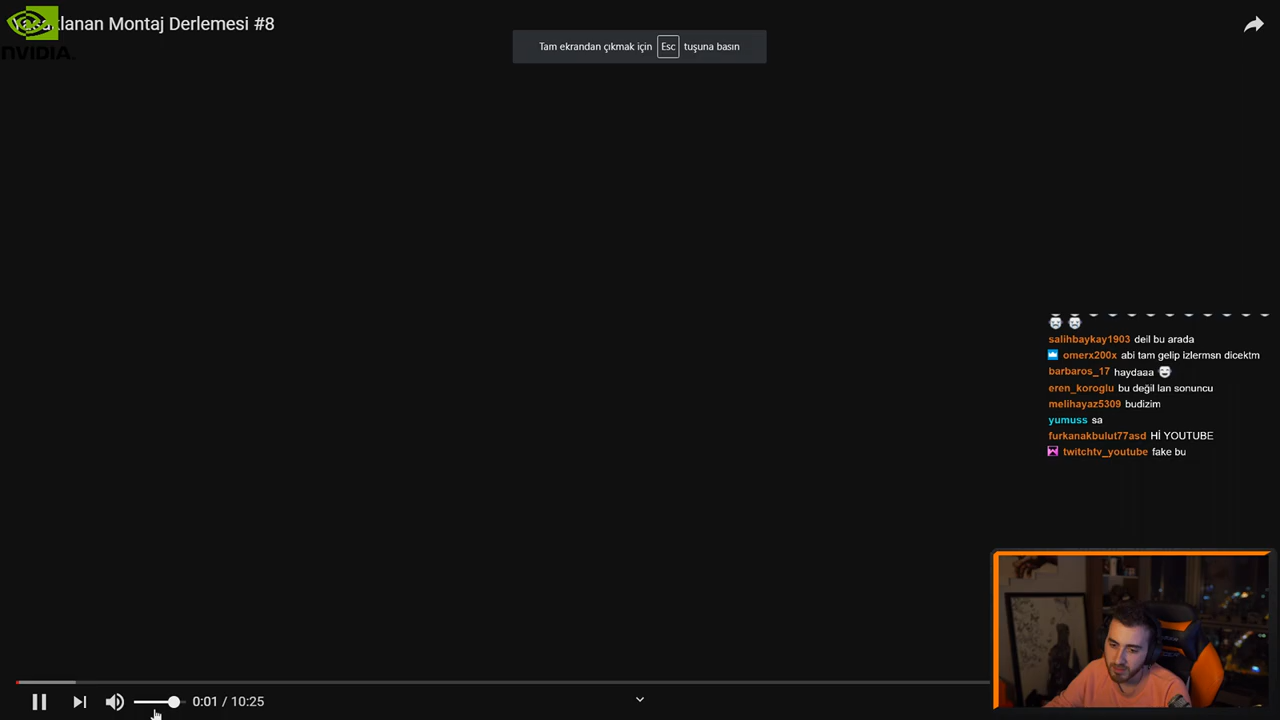 Yasaklanan Montaj Derlemesi #8
NVIDIA.
Tam ekrandan çıkmak için Esc tuşuna basın
salihbaykay1903 deil bu arada
omerx200x abi tam gelip izlermsn dicektm
barbaros_17 haydaaa
eren_koroglu bu değil lan sonuncu
melihayaz5309 budizim
yumuss sa
furkanakbulut77asd Hİ YOUTUBE
twitchtv_youtube fake bu
0:01 / 10:25